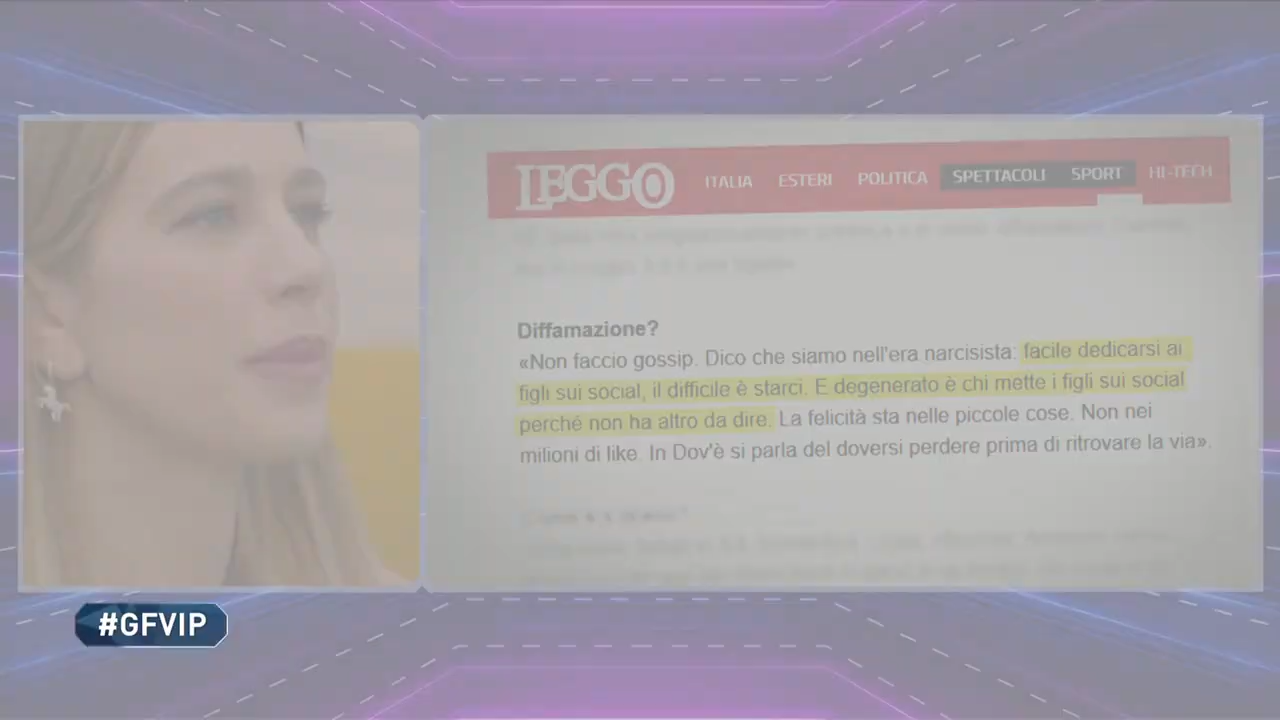 LEGGO ITALIA ESTERI POLITICA SPETTACOLI SPORT HI-TECH
Diffamazione?
«Non faccio gossip. Dico che siamo nell'era narcisista: facile dedicarsi ai
figli sui social, il difficile è starci. E degenerato è chi mette i figli sui social
perché non ha altro da dire. La felicità sta nelle piccole cose. Non nei
milioni di like. In Dov'è si parla del doversi perdere prima di ritrovare la via».
#GFVIP